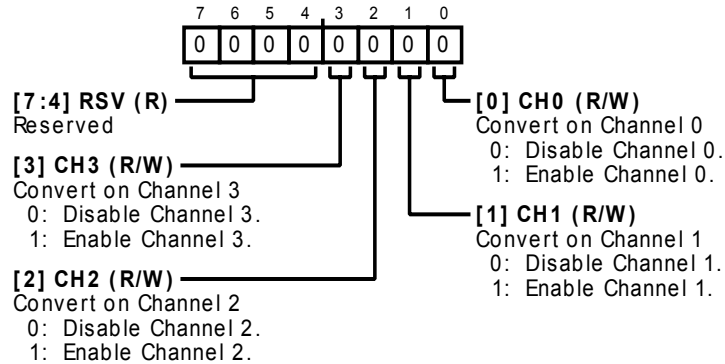 7 6 5 4 3 2 1 0
0 0 0 0 0 0 0 0
[7:4] RSV (R)
Reserved
[3] CH3 (R/W)
Convert on Channel 3
0: Disable Channel 3.
1: Enable Channel 3.
[2] CH2 (R/W)
Convert on Channel 2
0: Disable Channel 2.
1: Enable Channel 2.
[0] CH0 (R/W)
Convert on Channel 0
0: Disable Channel 0.
1: Enable Channel 0.
[1] CH1 (R/W)
Convert on Channel 1
0: Disable Channel 1.
1: Enable Channel 1.